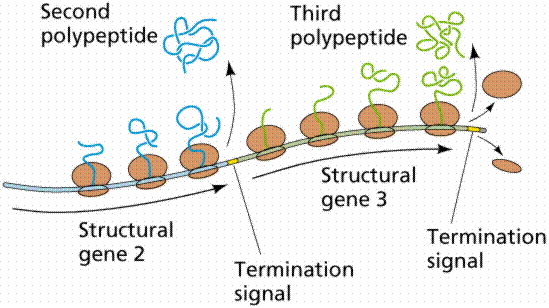 Second
polypeptide
Third
polypeptide
Structural
gene 2
Structural
gene 3
Termination
signal
Termination
signal